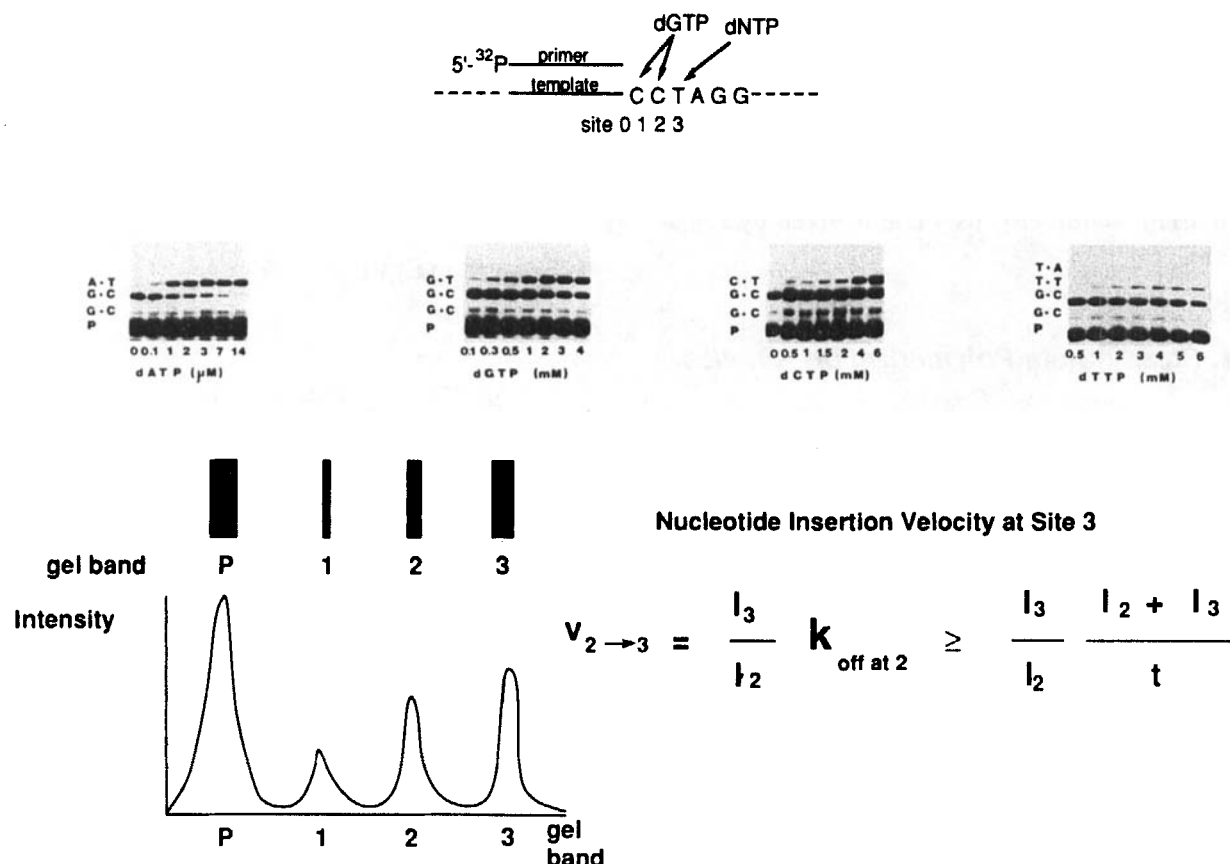 dGTP dNTP
5'-³²P primer
template C C T A G G
site 0 1 2 3
A·T
G·C
G·C
P
0 0.1 1 2 3 7 14
dATP (μM)
G·T
G·C
G·C
P
0.1 0.3 0.5 1 2 3 4
dGTP (mM)
C·T
G·C
G·C
P
0 0.5 1 1.5 2 4 6
dCTP (mM)
T·A
T·T
G·C
G·C
P
0.5 1 2 3 4 5 6
dTTP (mM)
gel band P 1 2 3
Intensity
P 1 2 3 gel band
Nucleotide Insertion Velocity at Site 3
v₂→₃ = I₃ / I₂ k off at 2 ≥ I₃ / I₂ I₂ + I₃ / t